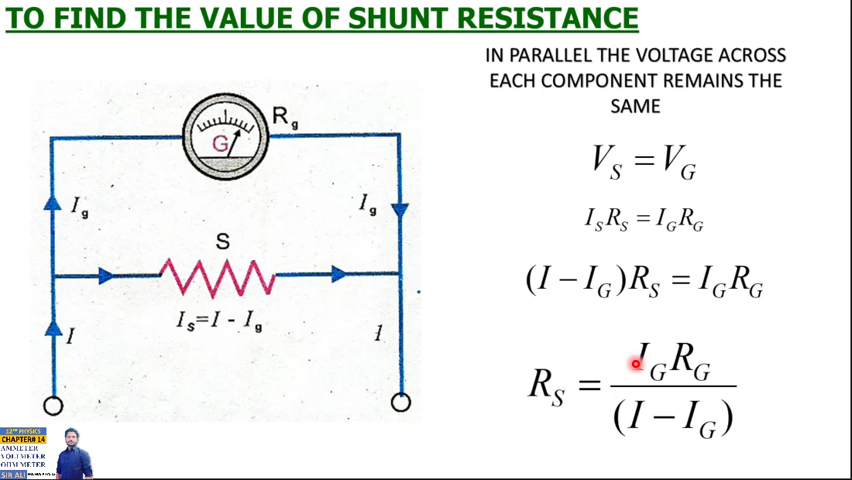 TO FIND THE VALUE OF SHUNT RESISTANCE
IN PARALLEL THE VOLTAGE ACROSS
EACH COMPONENT REMAINS THE
SAME
V_S = V_G
I_S R_S = I_G R_G
(I − I_G)R_S = I_G R_G
R_S = I_G R_G / (I − I_G)
R_g
G
I_g
I_g
S
I_s=I - I_g
I
I
12TH PHYSICS
CHAPTER# 14
AMMETER
VOLTMETER
OHM METER
SIR ALI